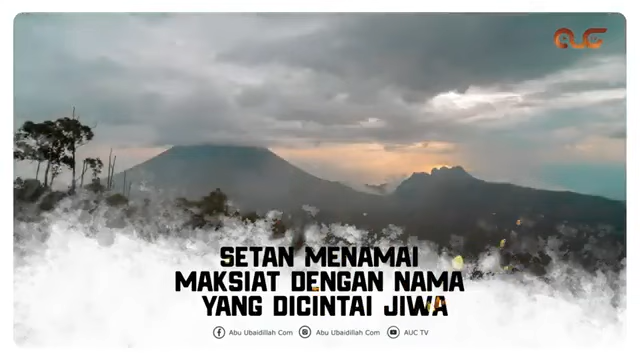 AUC
SETAN MENAMAI
MAKSIAT DENGAN NAMA
YANG DICINTAI JIWA
Abu Ubaidillah Com Abu Ubaidillah Com AUC TV